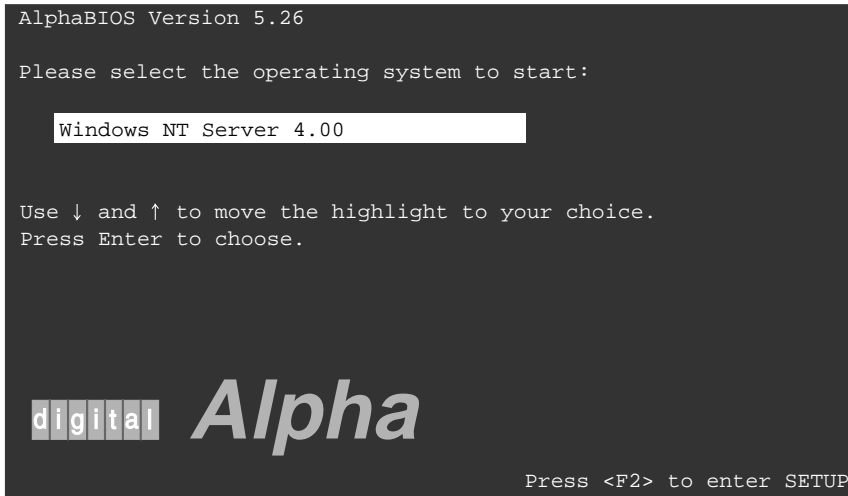 AlphaBIOS Version 5.26
Please select the operating system to start:
Windows NT Server 4.00
Use ↓ and ↑ to move the highlight to your choice.
Press Enter to choose.
digital Alpha
Press <F2> to enter SETUP